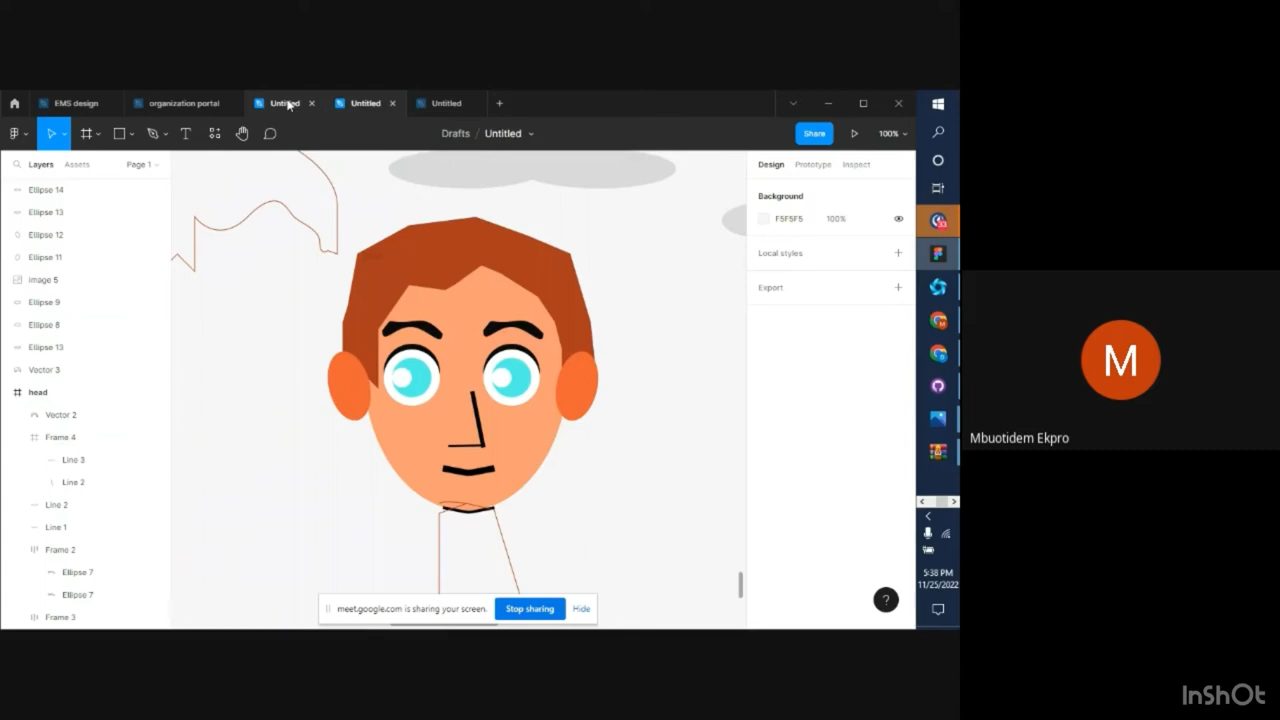 EMS design
organization portal
Untitled
Untitled
Untitled
Drafts / Untitled
Share
100%
Layers
Assets
Page 1
Design
Prototype
Inspect
Ellipse 14
Ellipse 13
Ellipse 12
Ellipse 11
Image 5
Ellipse 9
Ellipse 8
Ellipse 13
Vector 3
head
Vector 2
Frame 4
Line 3
Line 2
Line 2
Line 1
Frame 2
Ellipse 7
Ellipse 7
Frame 3
Background
F5F5F5 100%
Local styles
Export
meet.google.com is sharing your screen.
Stop sharing
Hide
?
5:38 PM
11/25/2022
M
Mbuotidem Ekpro
InShOt